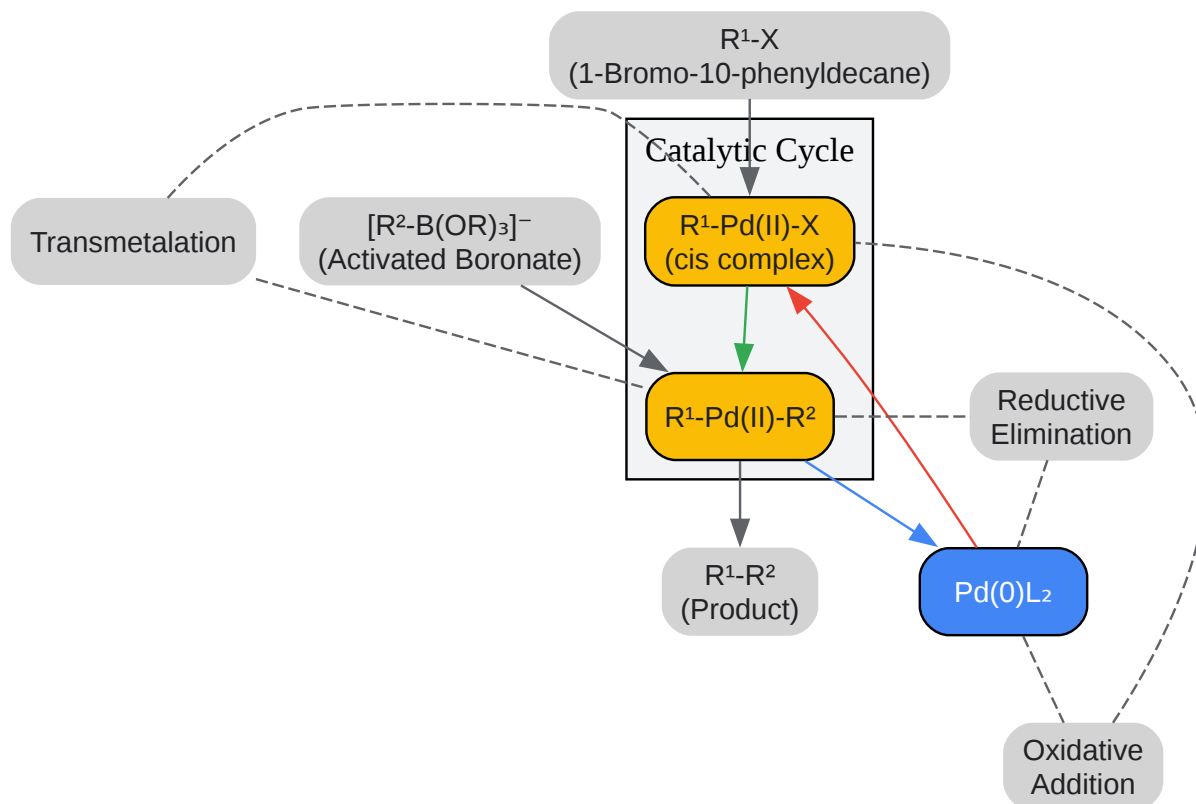 R¹-X
(1-Bromo-10-phenyldecane)
Catalytic Cycle
Transmetalation
[R²-B(OR)₃]⁻
(Activated Boronate)
R¹-Pd(II)-X
(cis complex)
R¹-Pd(II)-R²
Reductive
Elimination
R¹-R²
(Product)
Pd(0)L₂
Oxidative
Addition